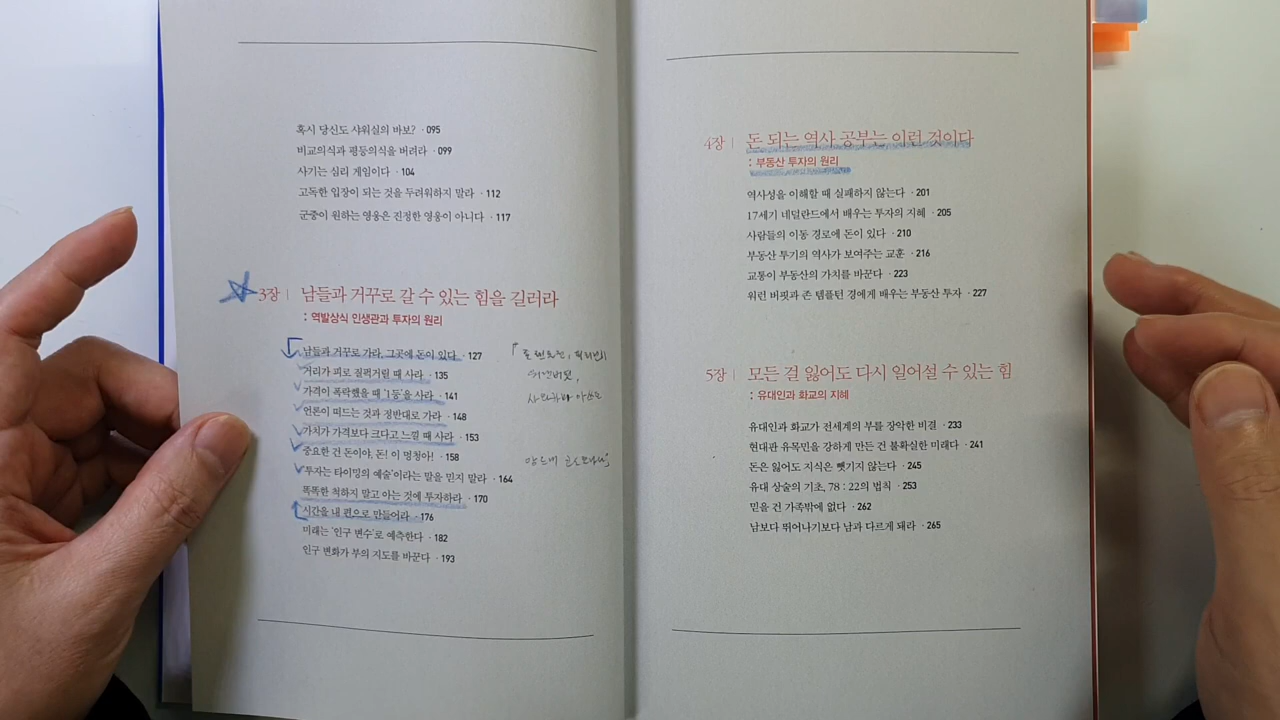 혹시 당신도 샤워실의 바보? · 095
비교의식과 평등의식을 버려라 · 099
사기는 심리 게임이다 · 104
고독한 입장이 되는 것을 두려워하지 말라 · 112
군중이 원하는 영웅은 진정한 영웅이 아니다 · 117
3장 | 남들과 거꾸로 갈 수 있는 힘을 길러라
: 역발상식 인생관과 투자의 원리
남들과 거꾸로 가라, 그곳에 돈이 있다 · 127
거리가 피로 질퍽거릴 때 사라 · 135
가격이 폭락했을 때 '1등'을 사라 · 141
언론이 떠드는 것과 정반대로 가라 · 148
가치가 가격보다 크다고 느낄 때 사라 · 153
중요한 건 돈이야, 돈! 이 멍청아! · 158
'투자는 타이밍의 예술'이라는 말을 믿지 말라 · 164
똑똑한 척하지 말고 아는 것에 투자하라 · 170
시간을 내 편으로 만들어라 · 176
미래는 '인구 변수'로 예측한다 · 182
인구 변화가 부의 지도를 바꾼다 · 193
4장 | 돈 되는 역사 공부는 이런 것이다
: 부동산 투자의 원리
역사성을 이해할 때 실패하지 않는다 · 201
17세기 네덜란드에서 배우는 투자의 지혜 · 205
사람들의 이동 경로에 돈이 있다 · 210
부동산 투기의 역사가 보여주는 교훈 · 216
교통이 부동산의 가치를 바꾼다 · 223
워런 버핏과 존 템플턴 경에게 배우는 부동산 투자 · 227
5장 | 모든 걸 잃어도 다시 일어설 수 있는 힘
: 유대인과 화교의 지혜
유대인과 화교가 전세계의 부를 장악한 비결 · 233
현대판 유목민을 강하게 만든 건 불확실한 미래다 · 241
돈은 잃어도 지식은 뺏기지 않는다 · 245
유대 상술의 기초, 78 : 22의 법칙 · 253
믿을 건 가족밖에 없다 · 262
남보다 뛰어나기보다 남과 다르게 돼라 · 265